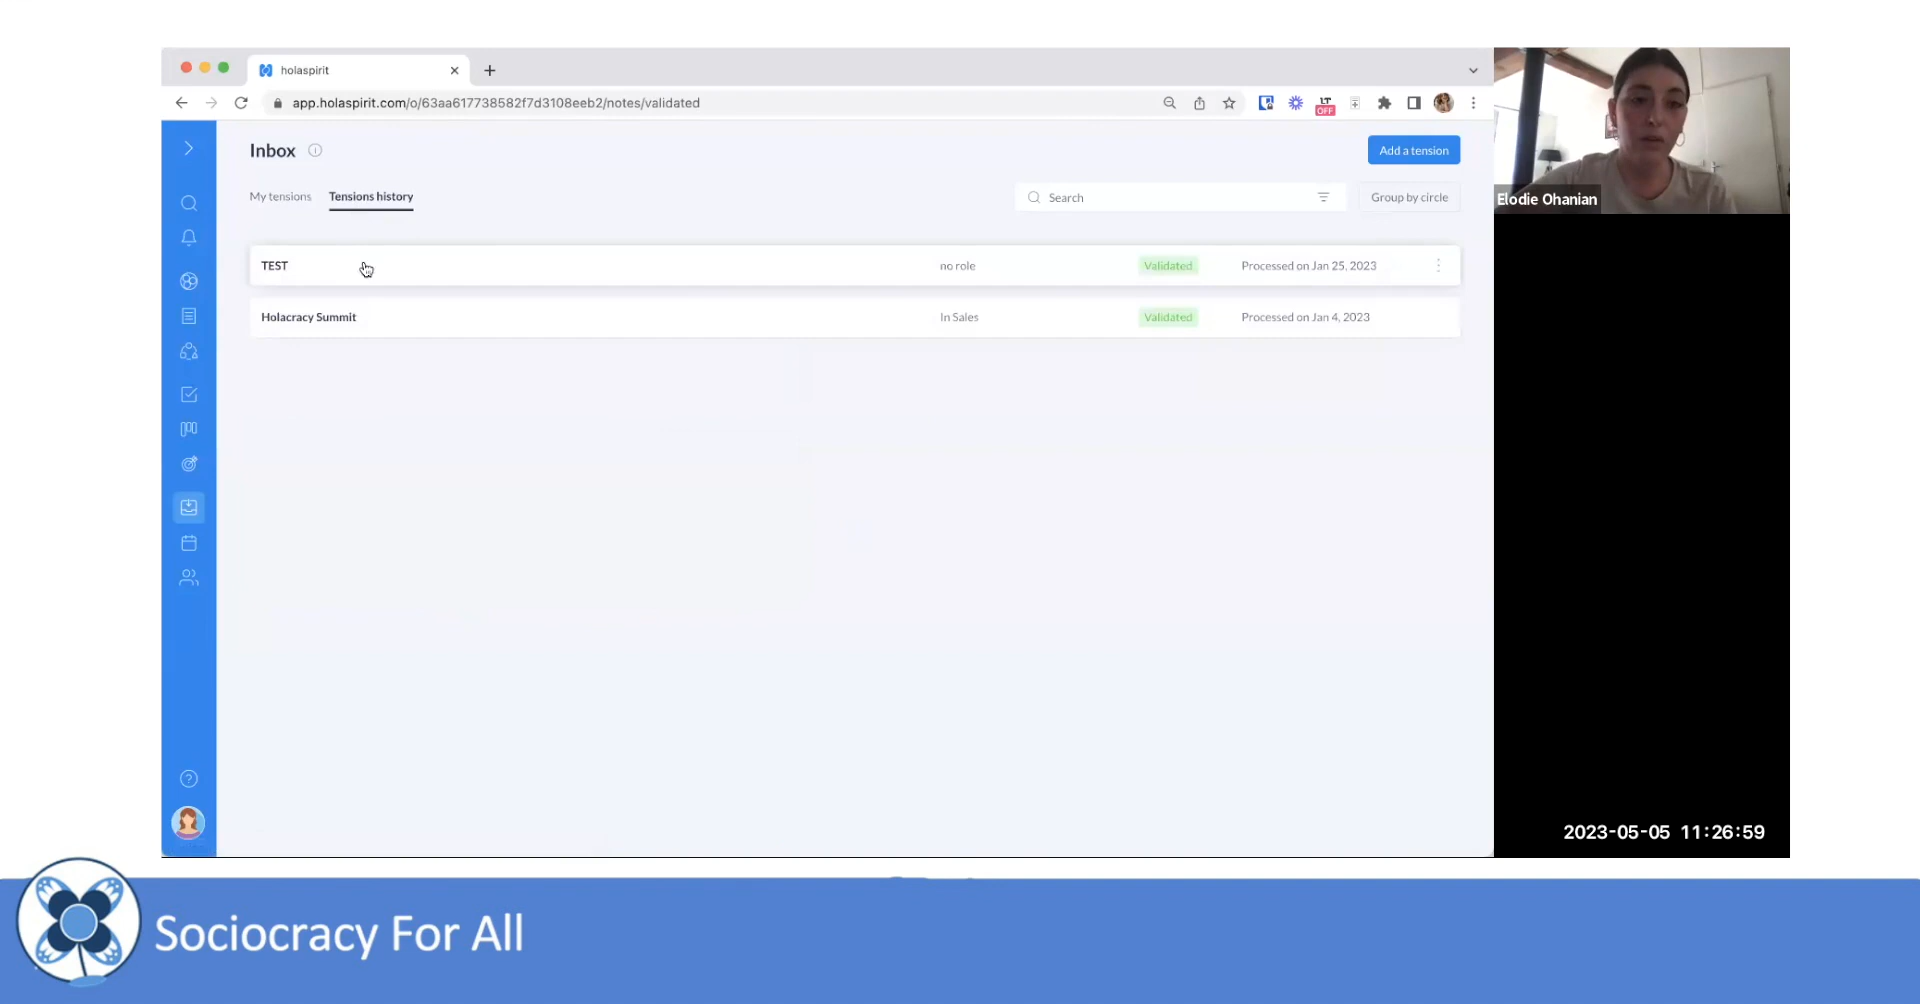 holaspirit
app.holaspirit.com/o/63aa617738582f7d3108eeb2/notes/validated
LT
OFF
Inbox
Add a tension
My tensions
Tensions history
Search
Group by circle
TEST
no role
Validated
Processed on Jan 25, 2023
Holacracy Summit
In Sales
Validated
Processed on Jan 4, 2023
Elodie Ohanian
2023-05-05 11:26:59
Sociocracy For All